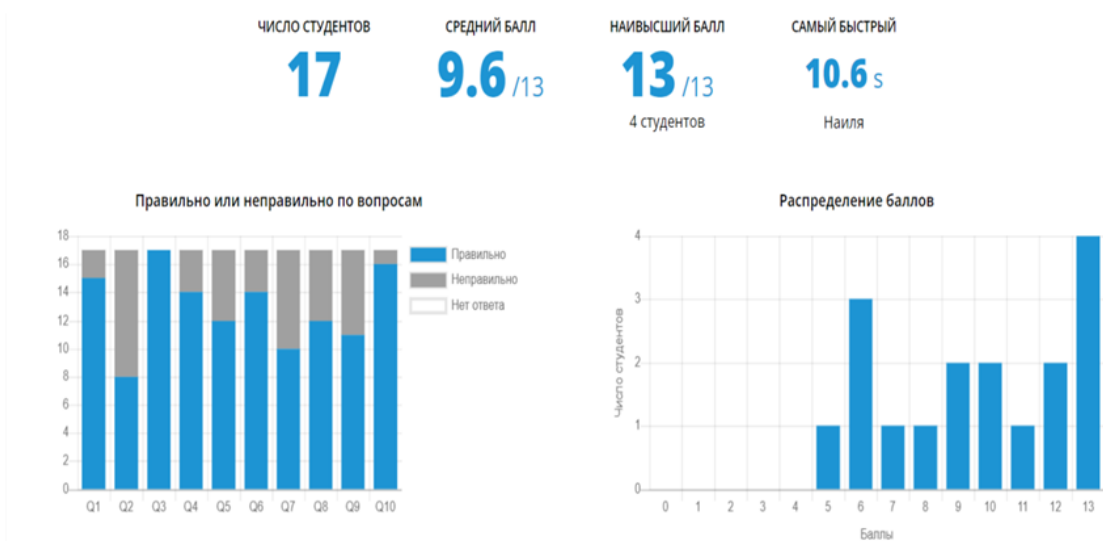 ЧИСЛО СТУДЕНТОВ
17
СРЕДНИЙ БАЛЛ
9.6 /13
НАИВЫСШИЙ БАЛЛ
13 /13
4 студентов
САМЫЙ БЫСТРЫЙ
10.6 s
Наиля
Правильно или неправильно по вопросам
18
16
14
12
10
8
6
4
2
0
Q1 Q2 Q3 Q4 Q5 Q6 Q7 Q8 Q9 Q10
Правильно
Неправильно
Нет ответа
Распределение баллов
Число студентов
4
3
2
1
0
0 1 2 3 4 5 6 7 8 9 10 11 12 13
Баллы